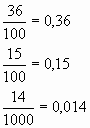 36/100 = 0,36
15/100 = 0,15
14/1000 = 0,014